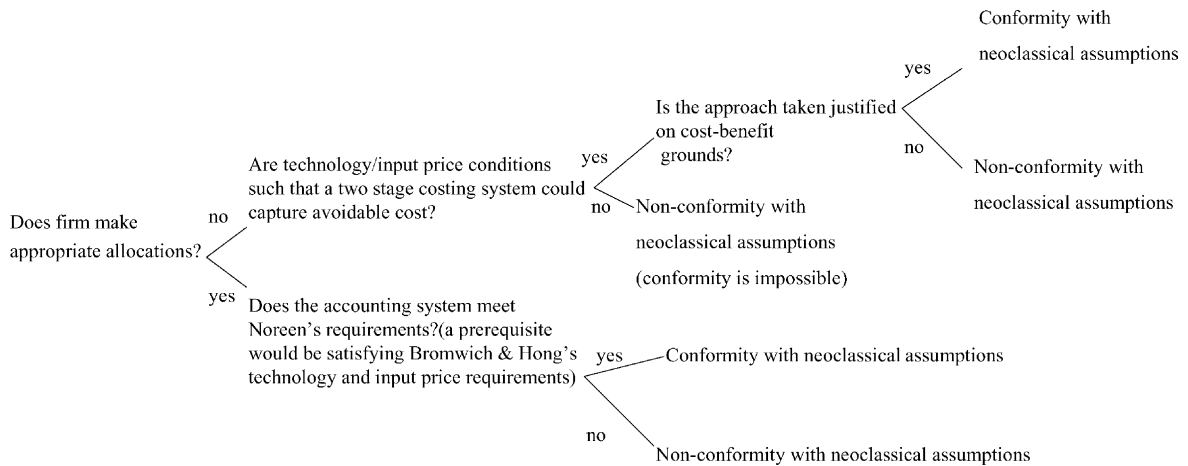 Does firm make
appropriate allocations?
no
Are technology/input price conditions
such that a two stage costing system could
capture avoidable cost?
yes
Is the approach taken justified
on cost-benefit
grounds?
yes
Conformity with
neoclassical assumptions
no
Non-conformity with
neoclassical assumptions
no
Non-conformity with
neoclassical assumptions
(conformity is impossible)
yes
Does the accounting system meet
Noreen’s requirements?(a prerequisite
would be satisfying Bromwich & Hong’s
technology and input price requirements)
yes
Conformity with neoclassical assumptions
no
Non-conformity with neoclassical assumptions